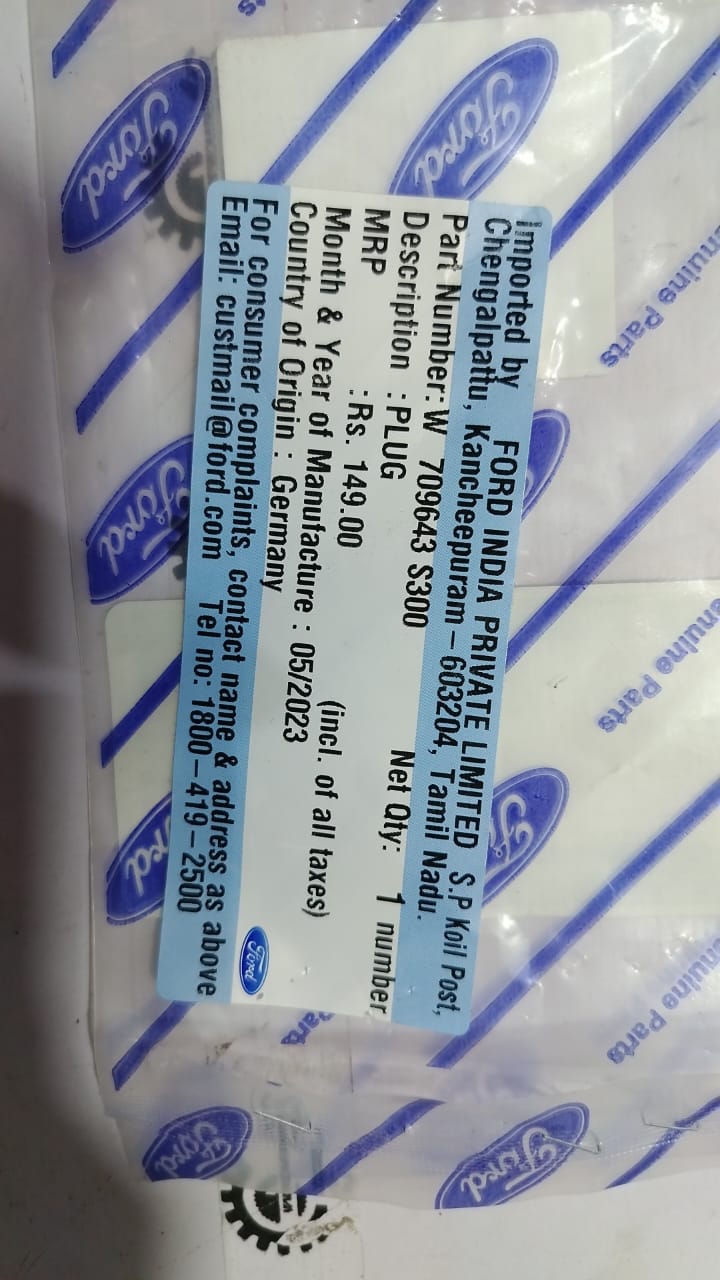 Imported by FORD INDIA PRIVATE LIMITED S.P Koil Post,
Chengalpattu, Kancheepuram – 603204, Tamil Nadu.
Part Number: W 709643 S300
Description : PLUG Net Qty: 1 number
MRP : Rs. 149.00 (incl. of all taxes)
Month & Year of Manufacture : 05/2023
Country of Origin : Germany
For consumer complaints, contact name & address as above
Email: custmail@ford.com Tel no: 1800–419–2500
Ford
Ford
Ford
Ford
Ford
Ford
Ford
Ford
Genuine Parts
Genuine Parts
Genuine Parts
Parts